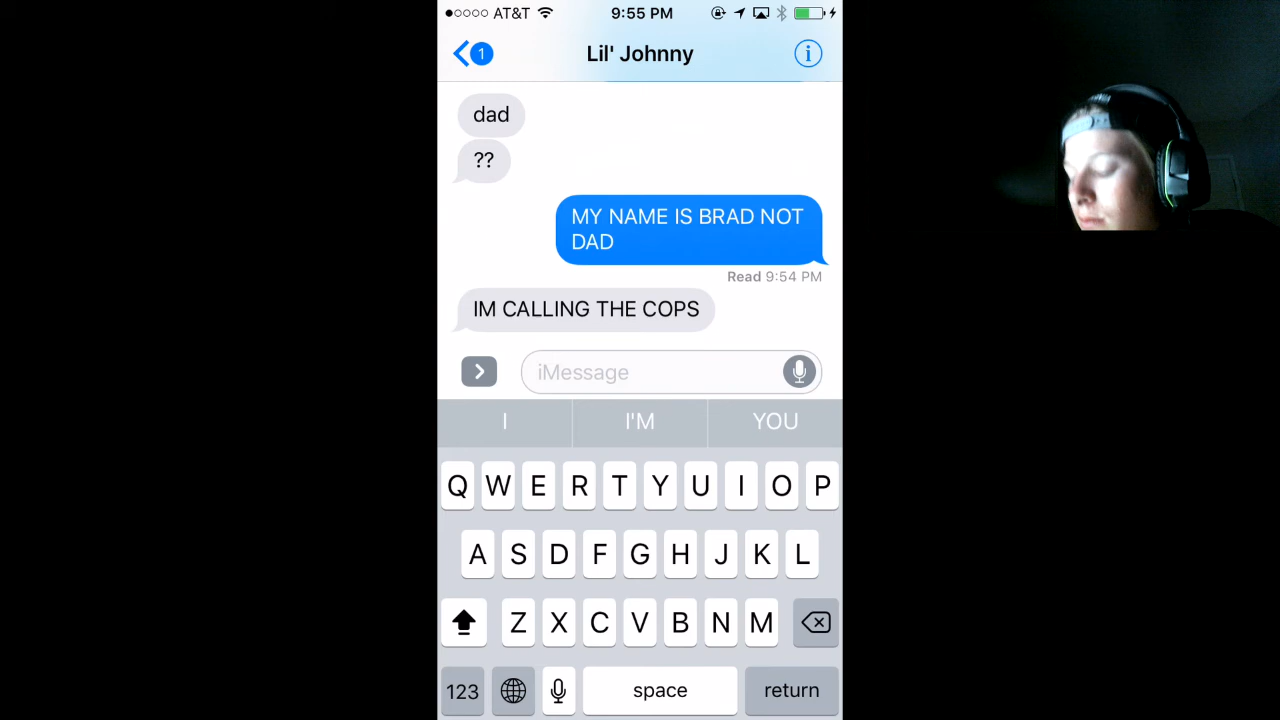 AT&T 9:55 PM
1 Lil' Johnny i
dad
??
MY NAME IS BRAD NOT
DAD
Read 9:54 PM
IM CALLING THE COPS
iMessage
I I'M YOU
Q W E R T Y U I O P
A S D F G H J K L
Z X C V B N M
123 space return